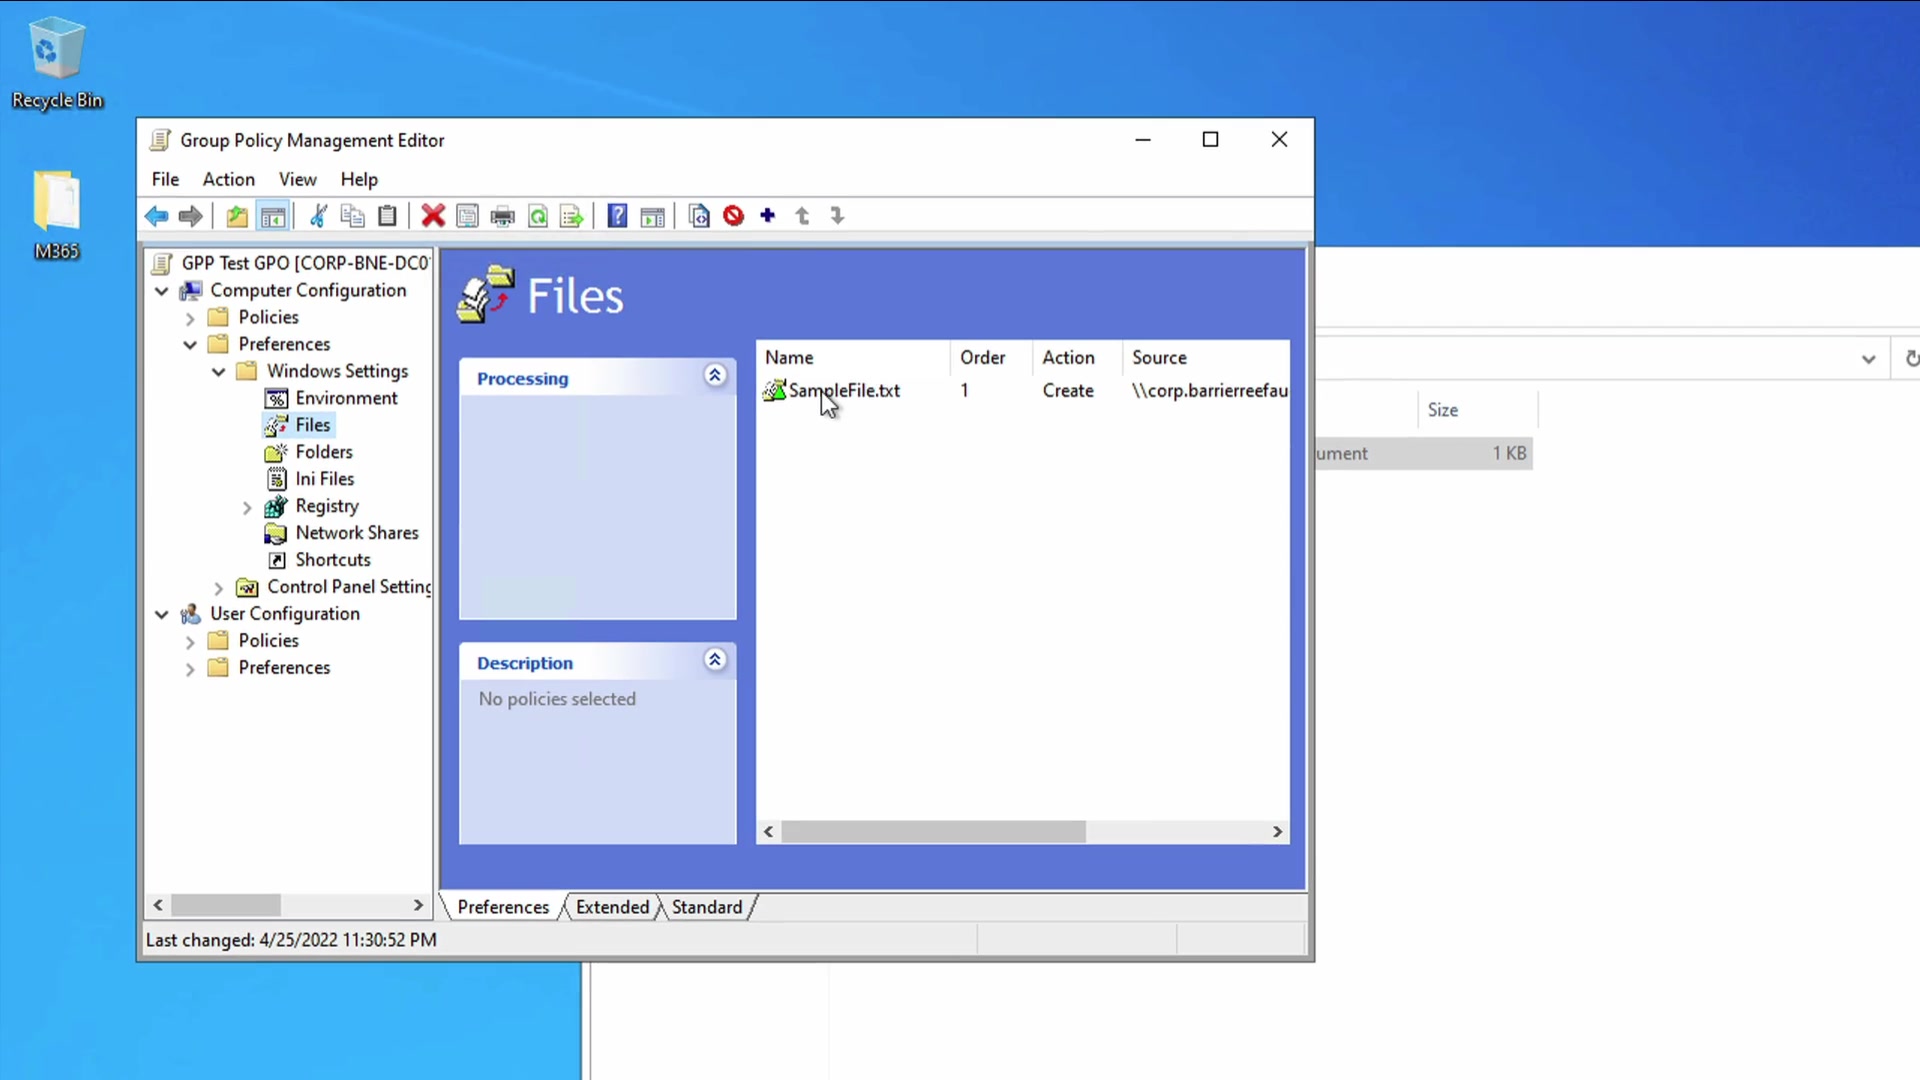 Recycle Bin
M365
Group Policy Management Editor
File Action View Help
GPP Test GPO [CORP-BNE-DC0
Computer Configuration
Policies
Preferences
Windows Settings
Environment
Files
Folders
Ini Files
Registry
Network Shares
Shortcuts
Control Panel Setting
User Configuration
Policies
Preferences
Files
Processing
Description
No policies selected
Name Order Action Source
SampleFile.txt 1 Create \\corp.barrierreefau
Preferences Extended Standard
Last changed: 4/25/2022 11:30:52 PM
Size
ument 1 KB